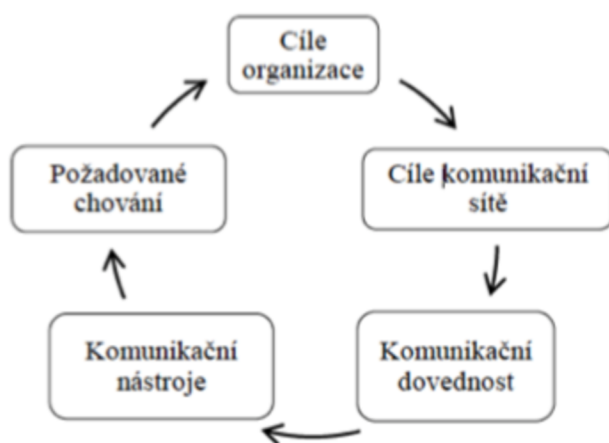 Cíle
organizace
Cíle komunikační
sítě
Komunikační
dovednost
Komunikační
nástroje
Požadované
chování